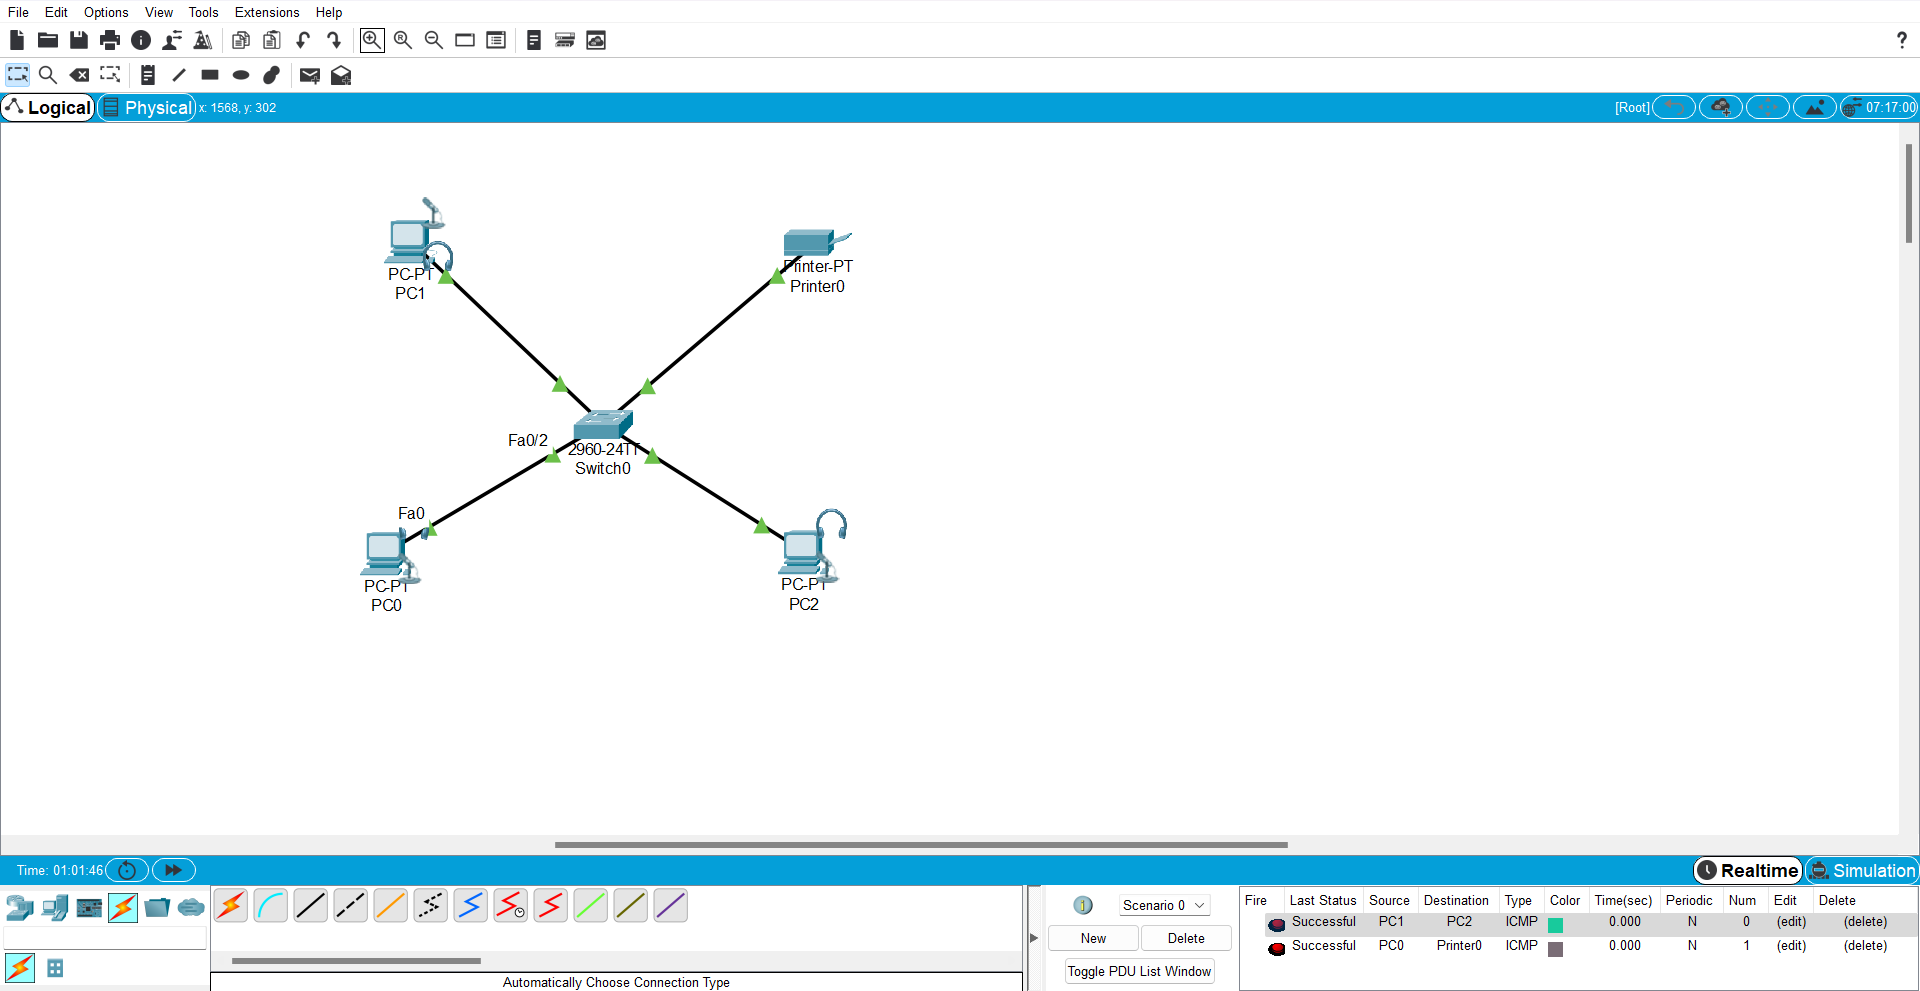 File Edit Options View Tools Extensions Help
?
Logical Physical x: 1568, y: 302 [Root] 07:17:00
PC-PT
PC1
Printer-PT
Printer0
Fa0/2
2960-24TT
Switch0
Fa0
PC-PT
PC0
PC-PT
PC2
Time: 01:01:46 Realtime Simulation
Scenario 0
New Delete
Toggle PDU List Window
Automatically Choose Connection Type
Fire Last Status Source Destination Type Color Time(sec) Periodic Num Edit Delete
Successful PC1 PC2 ICMP 0.000 N 0 (edit) (delete)
Successful PC0 Printer0 ICMP 0.000 N 1 (edit) (delete)